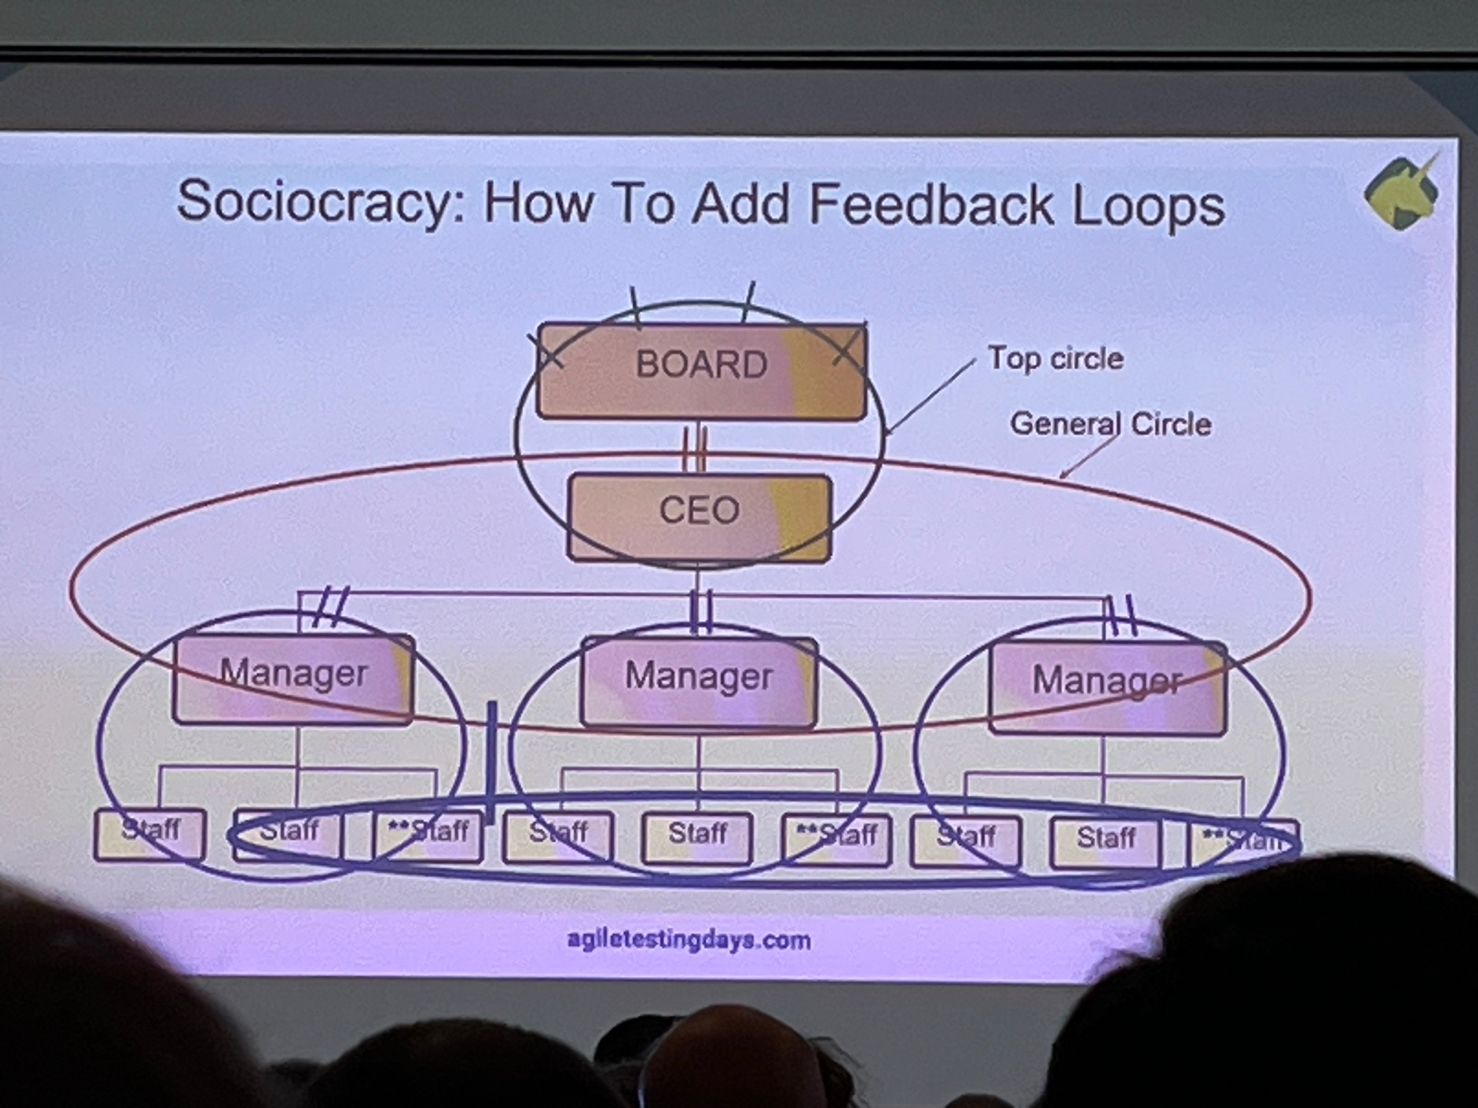 Sociocracy: How To Add Feedback Loops
BOARD
Top circle
General Circle
CEO
Manager
Manager
Manager
Staff
Staff
**Staff
Staff
Staff
**Staff
Staff
Staff
**Staff
agiletestingdays.com